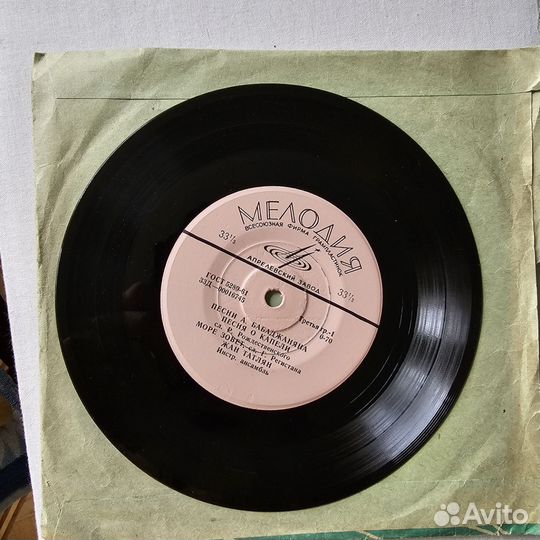 МЕЛОДИЯ
ВСЕСОЮЗНАЯ ФИРМА ГРАМПЛАСТИНОК
33⅓
АПРЕЛЕВСКИЙ ЗАВОД
33⅓
ГОСТ 5289-61
33Д—00016745
Третья гр.-1
0-70
ПЕСНИ А. БАБАДЖАНЯНА
ПЕСНЯ О КАПЕЛИ
сл. Р. Рождественского
МОРЕ ЗОВЕТ, сл. Г. Регистана
ЖАН ТАТЛЯН
Инстр. ансамбль
Avito